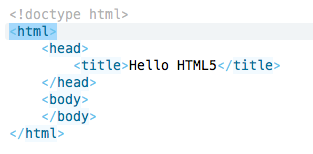 <!doctype html>
<html>
    <head>
        <title>Hello HTML5</title>
    </head>
    <body>
    </body>
</html>